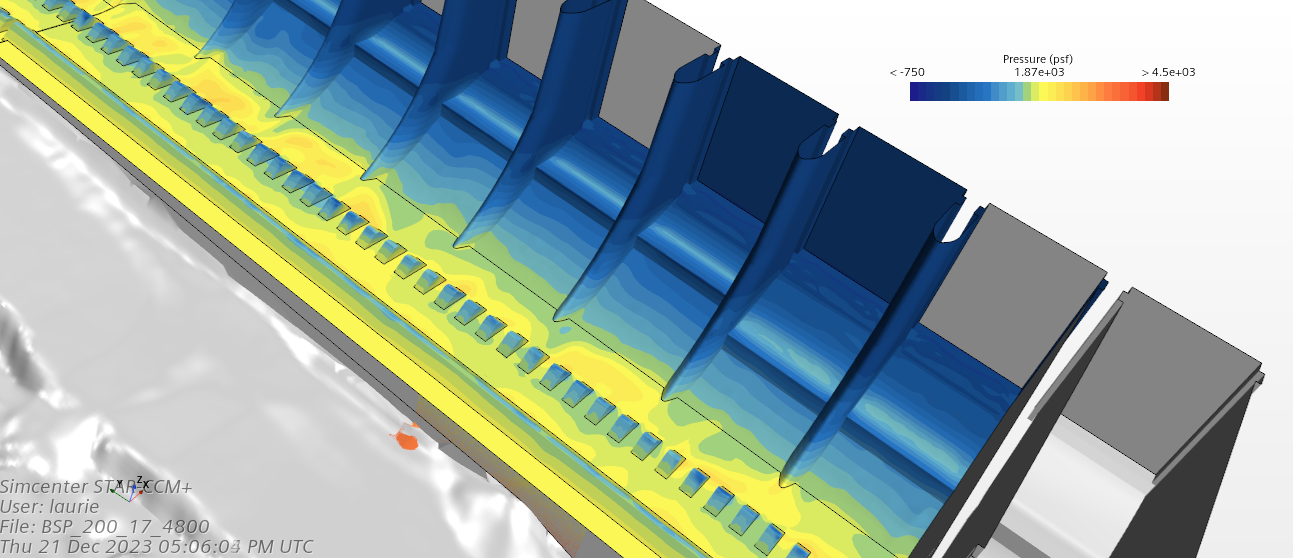 Pressure (psf)
< -750 1.87e+03 > 4.5e+03
Z
Y X
Simcenter STAR-CCM+
User: laurie
File: BSP_200_17_4800
Thu 21 Dec 2023 05:06:04 PM UTC